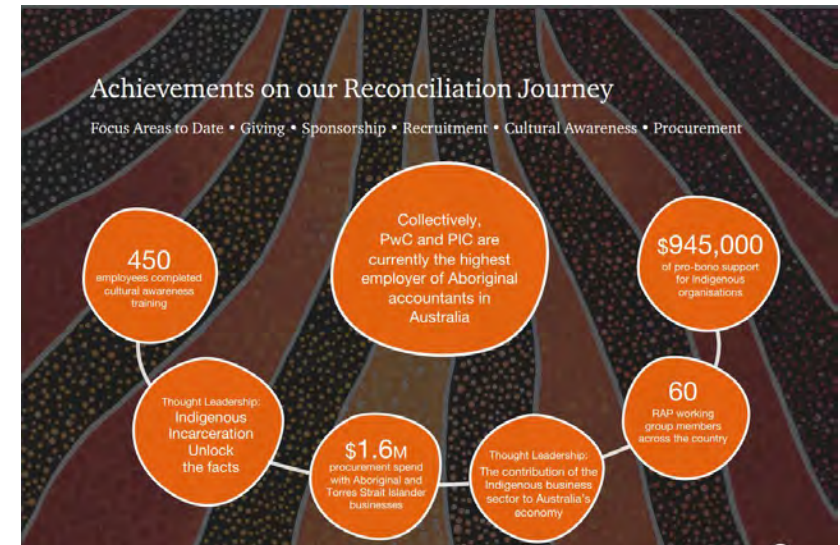 Achievements on our Reconciliation Journey
Focus Areas to Date • Giving • Sponsorship • Recruitment • Cultural Awareness • Procurement
Collectively,
PwC and PIC are
currently the highest
employer of Aboriginal
accountants in
Australia
450
employees completed
cultural awareness
training
$945,000
of pro-bono support
for Indigenous
organisations
Thought Leadership:
Indigenous
Incarceration
Unlock
the facts
$1.6M
procurement spend
with Aboriginal and
Torres Strait Islander
businesses
Thought Leadership:
The contribution of the
Indigenous business
sector to Australia's
economy
60
RAP working
group members
across the country